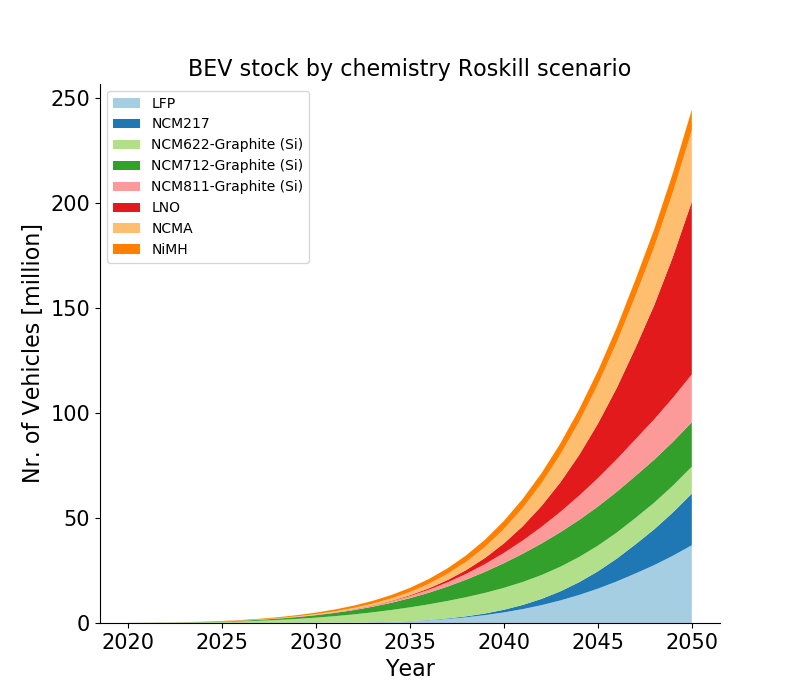 BEV stock by chemistry Roskill scenario
250
200
150
100
50
0
Nr. of Vehicles [million]
LFP
NCM217
NCM622-Graphite (Si)
NCM712-Graphite (Si)
NCM811-Graphite (Si)
LNO
NCMA
NiMH
2020 2025 2030 2035 2040 2045 2050
Year